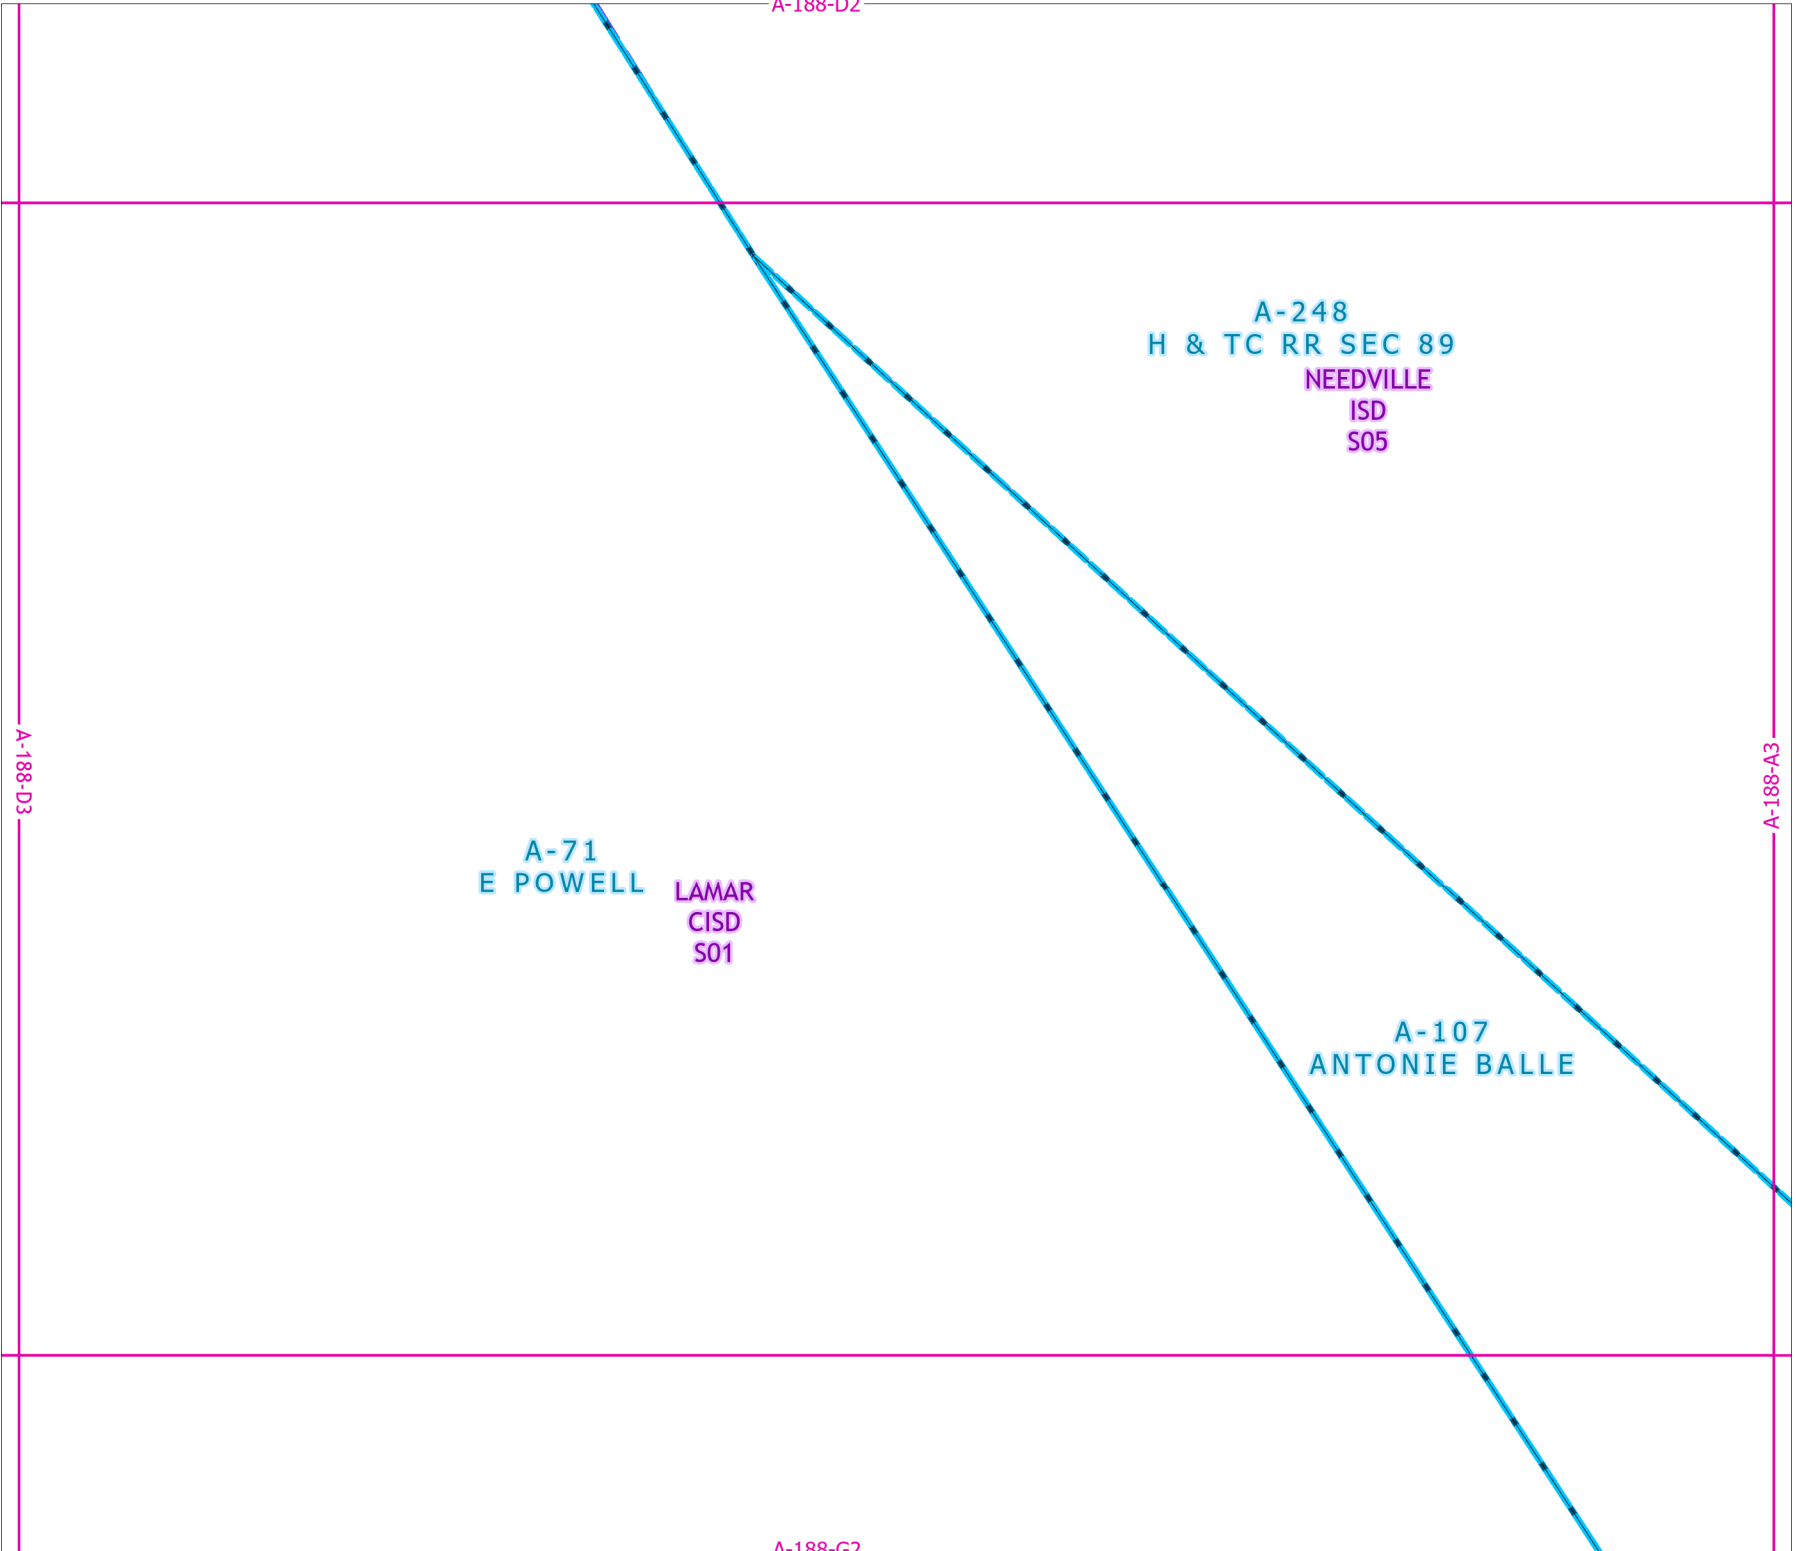 A-188-D2
A-248
H & TC RR SEC 89
NEEDVILLE
ISD
S05
A-188-D3
A-188-A3
A-71
E POWELL
LAMAR
CISD
S01
A-107
ANTONIE BALLE
A-188-G2